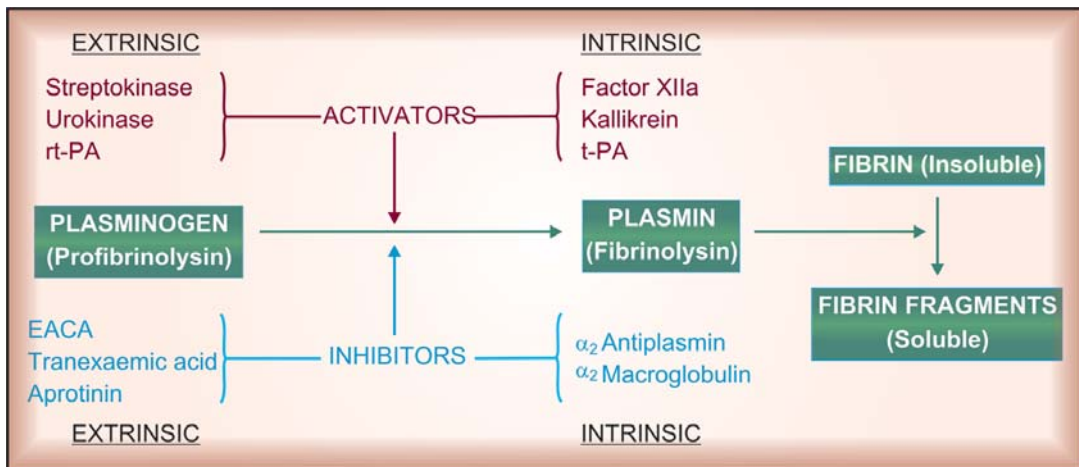 EXTRINSIC
Streptokinase
Urokinase
rt-PA
ACTIVATORS
INTRINSIC
Factor XIIa
Kallikrein
t-PA
PLASMINOGEN
(Profibrinolysin)
PLASMIN
(Fibrinolysin)
FIBRIN (Insoluble)
FIBRIN FRAGMENTS
(Soluble)
EACA
Tranexaemic acid
Aprotinin
EXTRINSIC
INHIBITORS
α₂ Antiplasmin
α₂ Macroglobulin
INTRINSIC